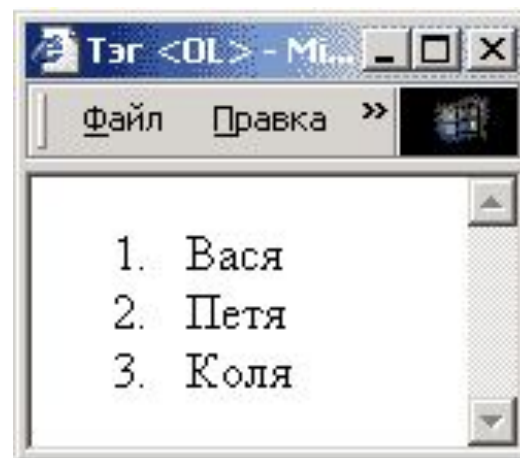 Тэг <OL> - Mi...
Файл Правка »
1. Вася
2. Петя
3. Коля